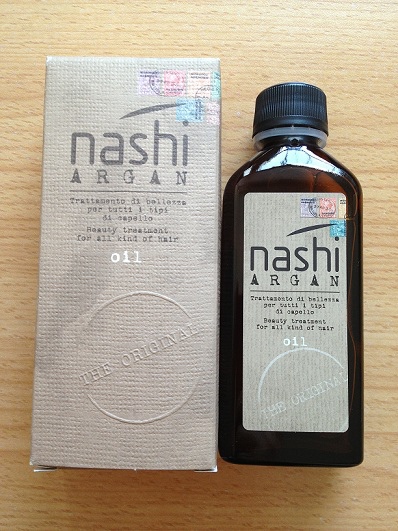 nashi
ARGAN
Trattamento di bellezza
per tutti i tipi
di capello
Beauty treatment
for all kind of hair
oil
THE ORIGINAL
nashi
ARGAN
Trattamento di bellezza
per tutti i tipi
di capello
Beauty treatment
for all kind of hair
oil
THE ORIGINAL